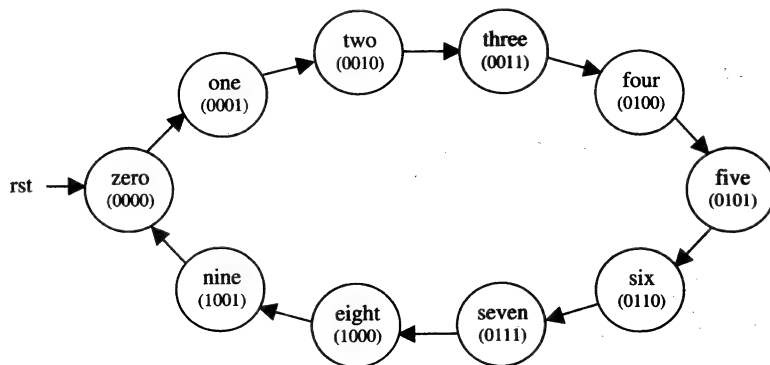 rst
zero
(0000)
one
(0001)
two
(0010)
three
(0011)
four
(0100)
five
(0101)
six
(0110)
seven
(0111)
eight
(1000)
nine
(1001)